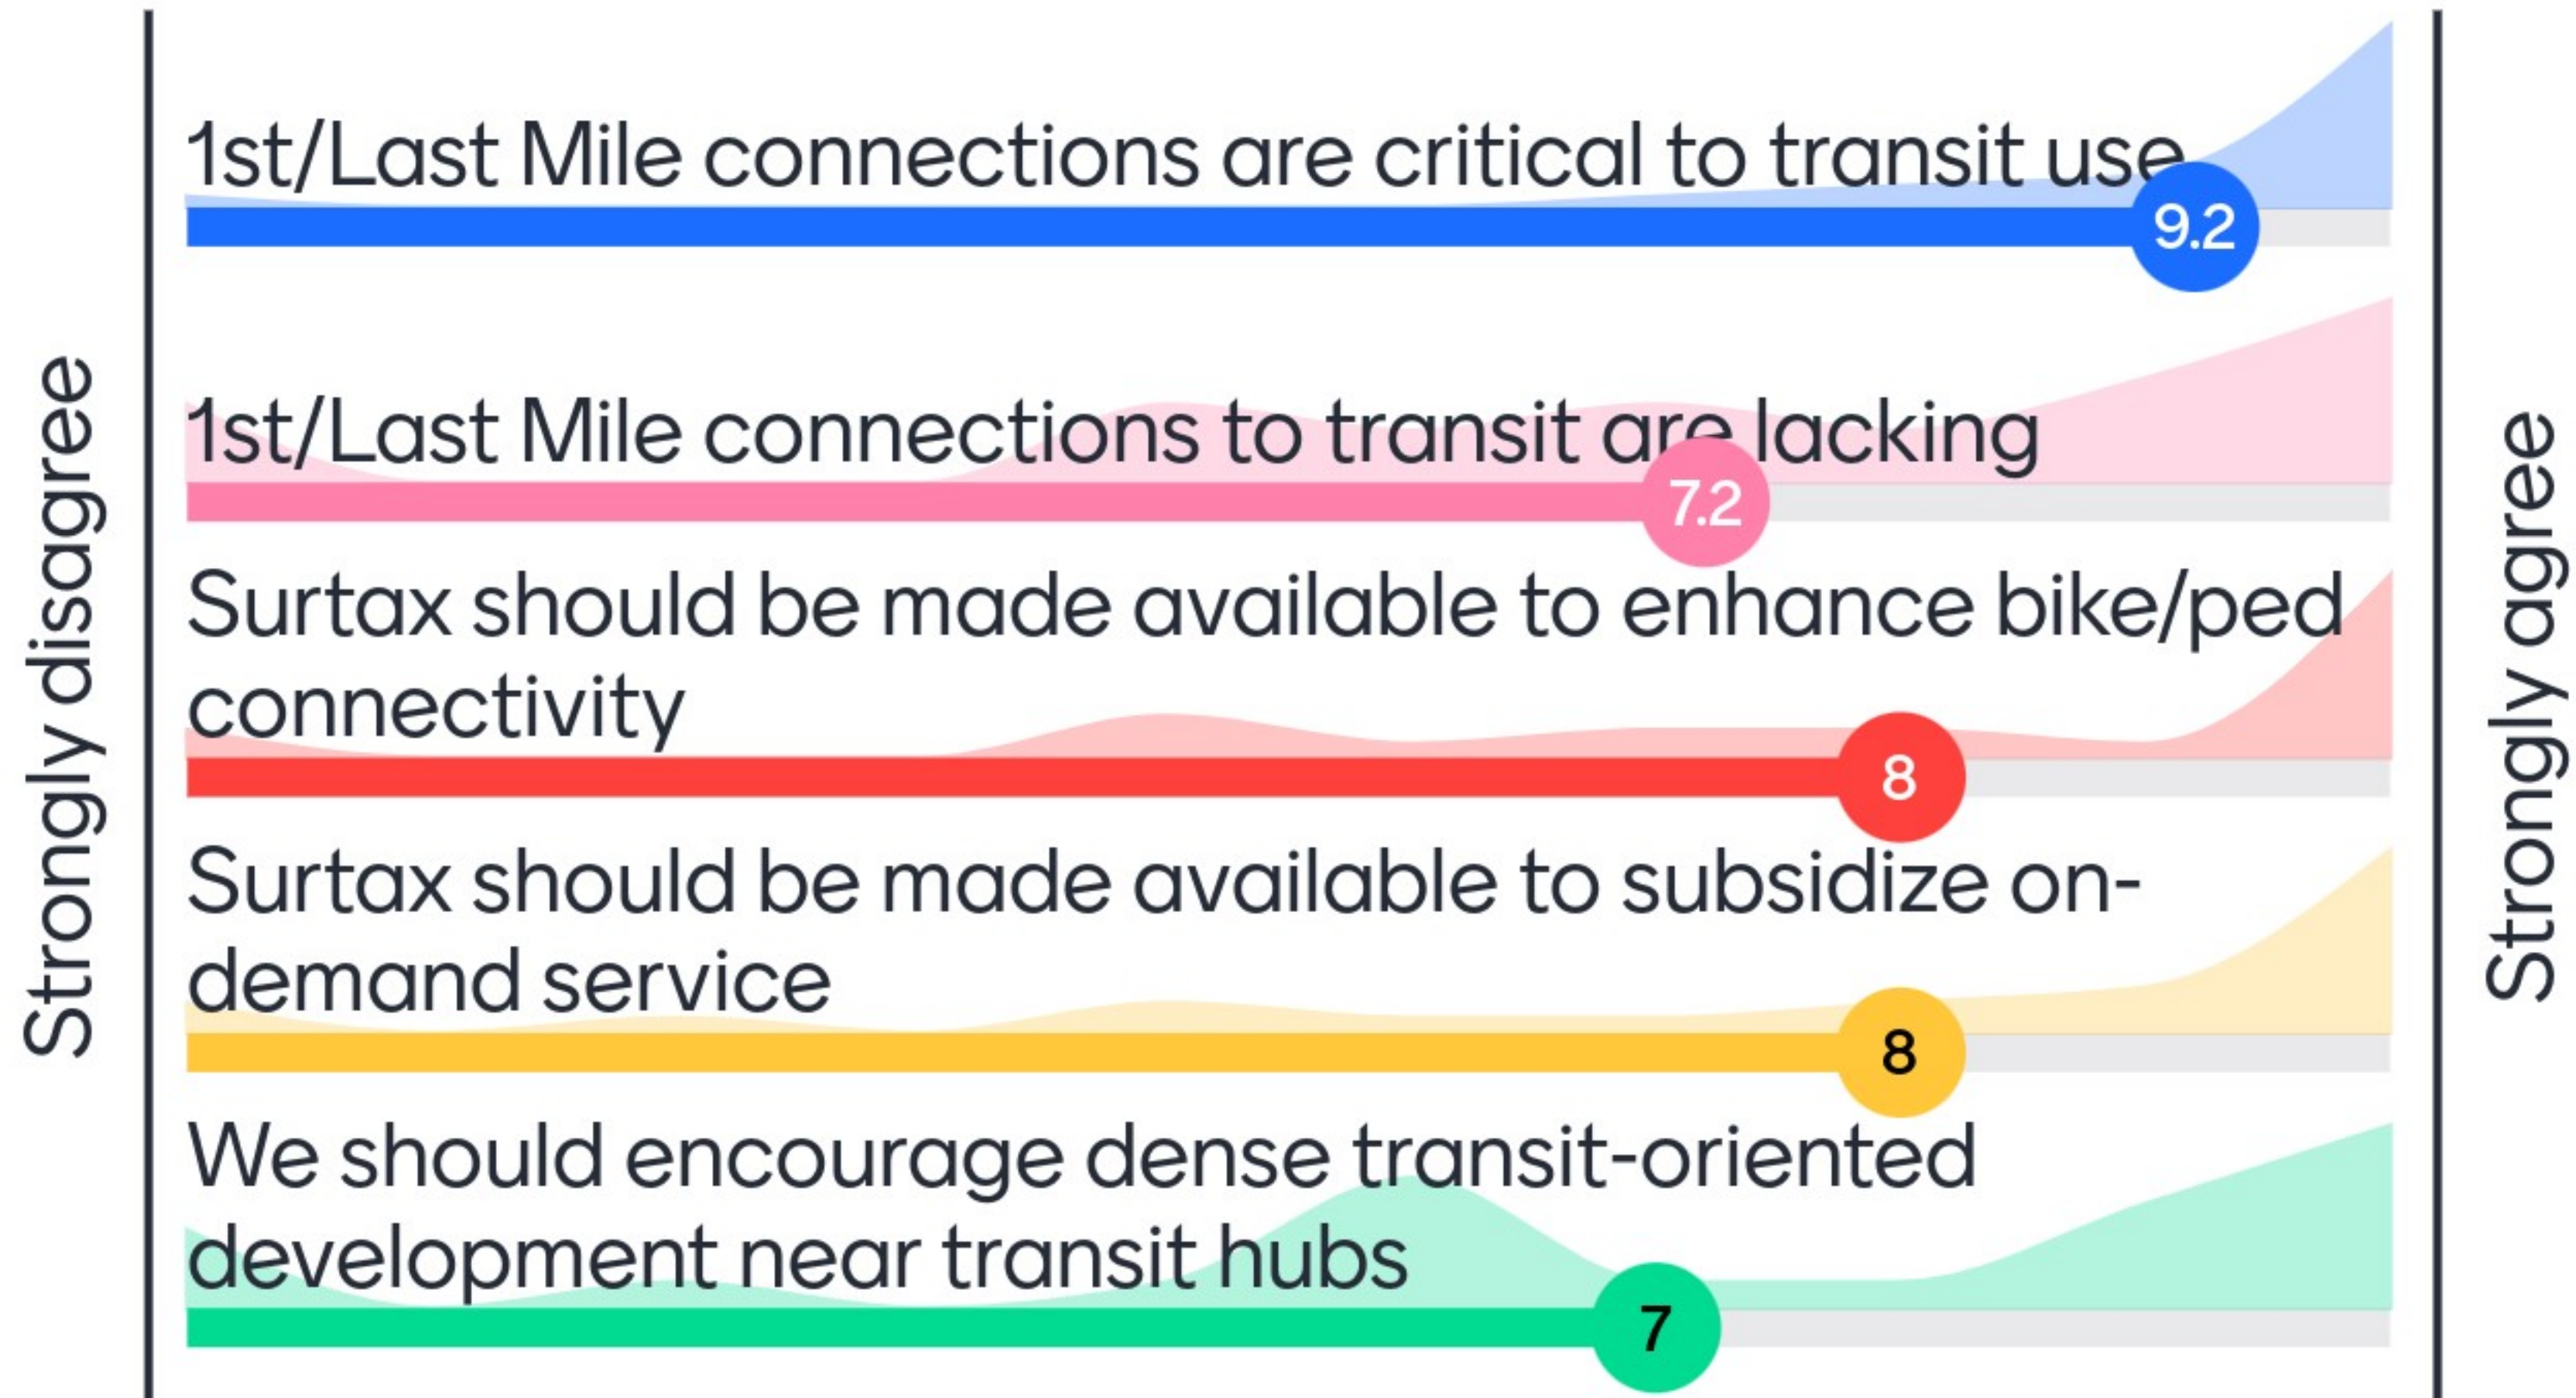 Strongly disagree
1st/Last Mile connections are critical to transit use
9.2
1st/Last Mile connections to transit are lacking
7.2
Surtax should be made available to enhance bike/ped
connectivity
8
Surtax should be made available to subsidize on-
demand service
8
We should encourage dense transit-oriented
development near transit hubs
7
Strongly agree